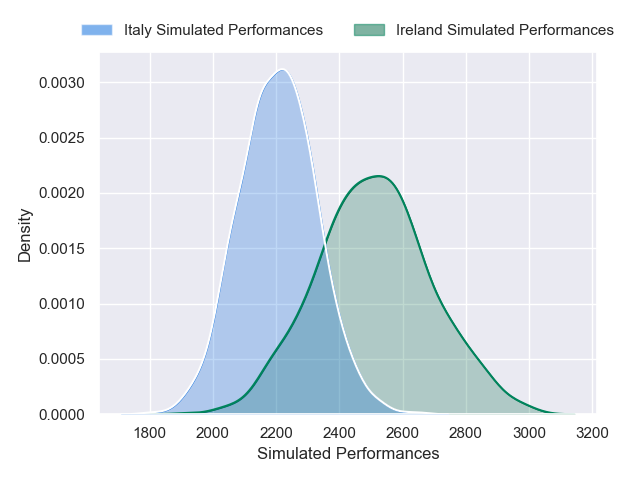 Italy Simulated Performances Ireland Simulated Performances
0.0030
0.0025
0.0020
0.0015
0.0010
0.0005
0.0000
Density
1800 2000 2200 2400 2600 2800 3000 3200
Simulated Performances